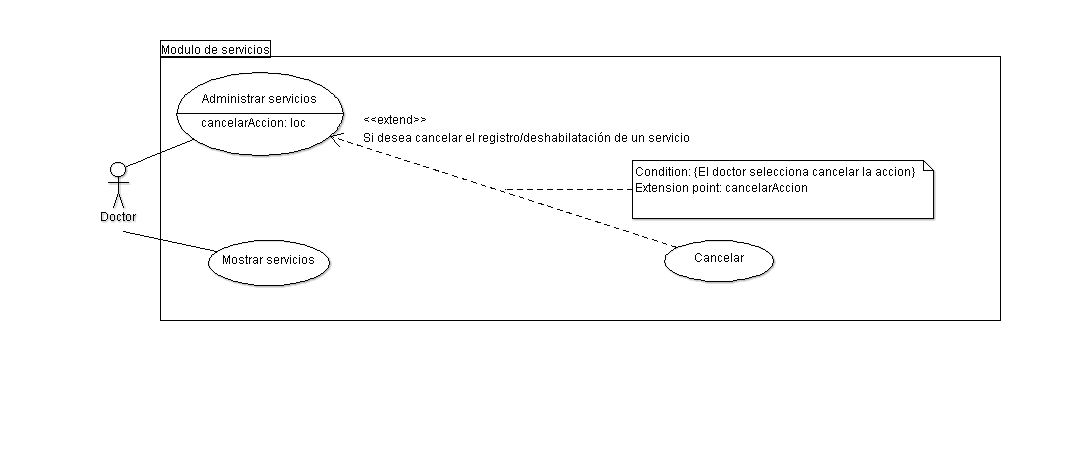 Modulo de servicios
Administrar servicios
cancelarAccion: loc
<<extend>>
Si desea cancelar el registro/deshabilatación de un servicio
Condition: {El doctor selecciona cancelar la accion}
Extension point: cancelarAccion
Doctor
Mostrar servicios
Cancelar